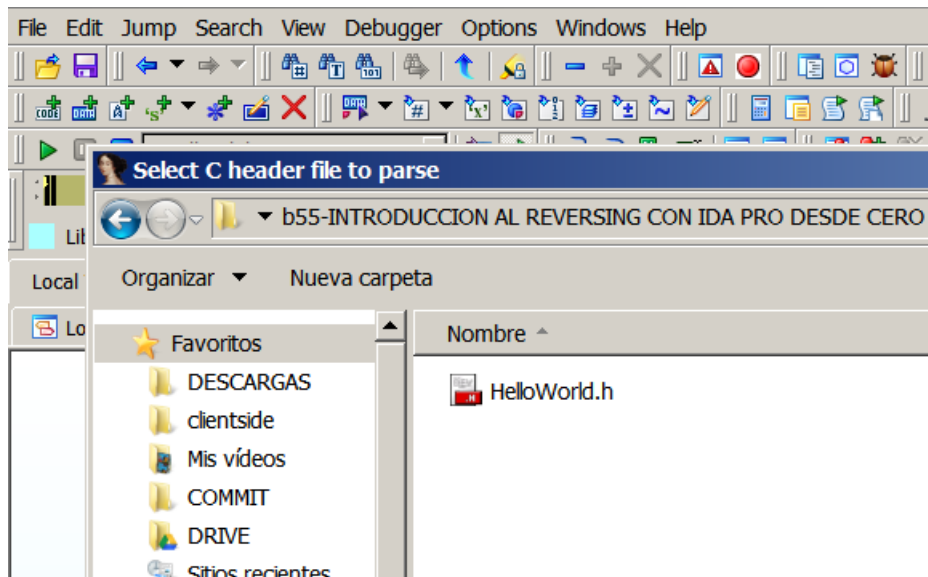 File Edit Jump Search View Debugger Options Windows Help
Select C header file to parse
b55-INTRODUCCION AL REVERSING CON IDA PRO DESDE CERO
Organizar Nueva carpeta
Local
Favoritos
Nombre
DESCARGAS
HelloWorld.h
clientside
Mis vídeos
COMMIT
DRIVE
Sitios recientes